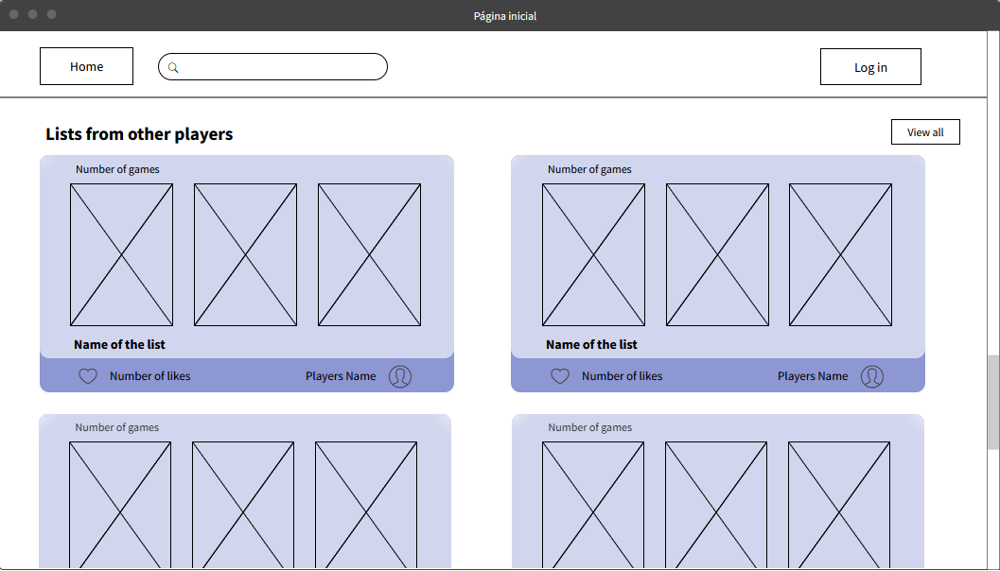 Página inicial
Home
Log in
Lists from other players
View all
Number of games
Number of games
Name of the list
Name of the list
Number of likes
Players Name
Number of likes
Players Name
Number of games
Number of games